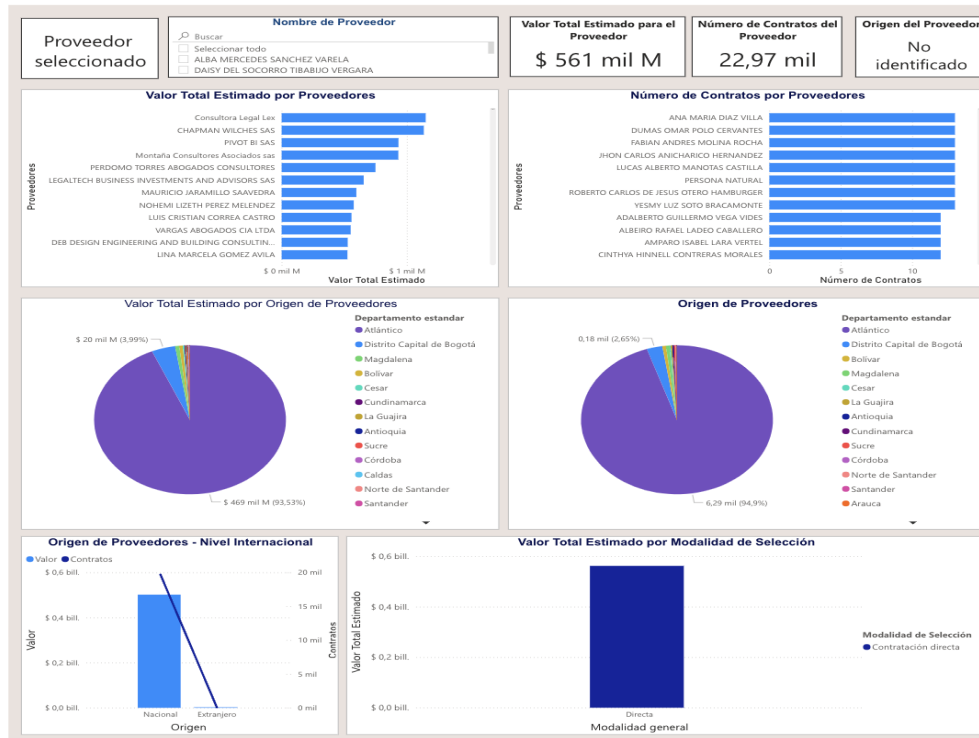 Proveedor
seleccionado
Nombre de Proveedor
Buscar
Seleccionar todo
ALBA MERCEDES SANCHEZ VARELA
DAISY DEL SOCORRO TIBABIJO VERGARA
Valor Total Estimado para el
Proveedor
$ 561 mil M
Número de Contratos del
Proveedor
22,97 mil
Origen del Proveedor
No
identificado
Valor Total Estimado por Proveedores
Proveedores
Consultora Legal Lex
CHAPMAN WILCHES SAS
PIVOT BI SAS
Montaña Consultores Asociados sas
PERDOMO TORRES ABOGADOS CONSULTORES
LEGALTECH BUSINESS INVESTMENTS AND ADVISORS SAS
MAURICIO JARAMILLO SAAVEDRA
NOHEMI LIZETH PEREZ MELENDEZ
LUIS CRISTIAN CORREA CASTRO
VARGAS ABOGADOS CIA LTDA
DEB DESIGN ENGINEERING AND BUILDING CONSULTIN...
LINA MARCELA GOMEZ AVILA
$ 0 mil M $ 1 mil M
Valor Total Estimado
Número de Contratos por Proveedores
Proveedores
ANA MARIA DIAZ VILLA
DUMAS OMAR POLO CERVANTES
FABIAN ANDRES MOLINA ROCHA
JHON CARLOS ANICHARICO HERNANDEZ
LUCAS ALBERTO MANOTAS CASTILLA
PERSONA NATURAL
ROBERTO CARLOS DE JESUS OTERO HAMBURGER
YESMY LUZ SOTO BRACAMONTE
ADALBERTO GUILLERMO VEGA VIDES
ALBEIRO RAFAEL LADEO CABALLERO
AMPARO ISABEL LARA VERTEL
CINTHYA HINNELL CONTRERAS MORALES
0 5 10
Número de Contratos
Valor Total Estimado por Origen de Proveedores
$ 20 mil M (3,99%)
$ 469 mil M (93,53%)
Departamento estandar
Atlántico
Distrito Capital de Bogotá
Magdalena
Bolívar
Cesar
Cundinamarca
La Guajira
Antioquia
Sucre
Córdoba
Caldas
Norte de Santander
Santander
Origen de Proveedores
0,18 mil (2,65%)
6,29 mil (94,9%)
Departamento estandar
Atlántico
Distrito Capital de Bogotá
Bolívar
Magdalena
Cesar
La Guajira
Antioquia
Cundinamarca
Sucre
Córdoba
Norte de Santander
Santander
Arauca
Origen de Proveedores - Nivel Internacional
Valor Contratos
Valor
$ 0,6 bill.
$ 0,4 bill.
$ 0,2 bill.
$ 0,0 bill.
20 mil
15 mil
10 mil
5 mil
0 mil
Contratos
Nacional Extranjero
Origen
Valor Total Estimado por Modalidad de Selección
Valor Total Estimado
$ 0,6 bill.
$ 0,4 bill.
$ 0,2 bill.
$ 0,0 bill.
Directa
Modalidad general
Modalidad de Selección
Contratación directa